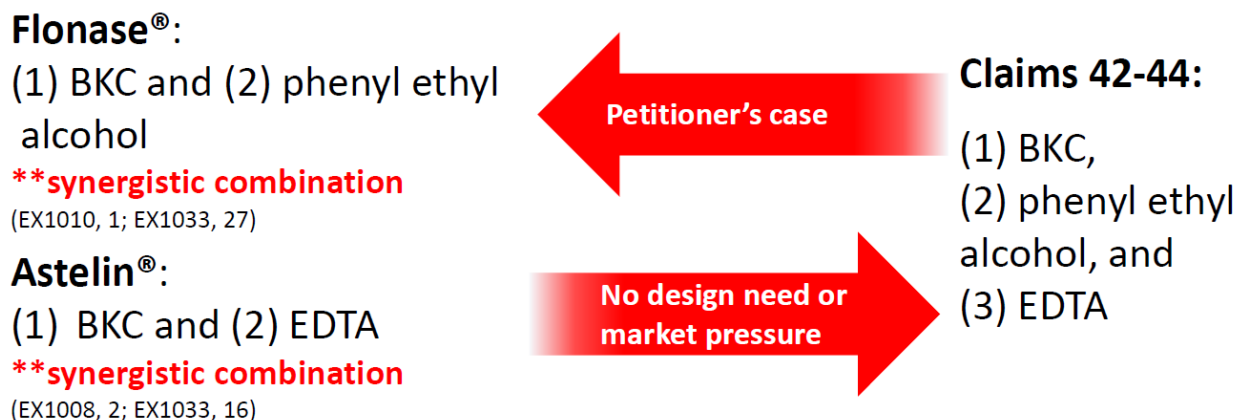 Flonase®:
(1) BKC and (2) phenyl ethyl
alcohol
**synergistic combination
(EX1010, 1; EX1033, 27)
Astelin®:
(1) BKC and (2) EDTA
**synergistic combination
(EX1008, 2; EX1033, 16)
Petitioner’s case
No design need or
market pressure
Claims 42-44:
(1) BKC,
(2) phenyl ethyl
alcohol, and
(3) EDTA